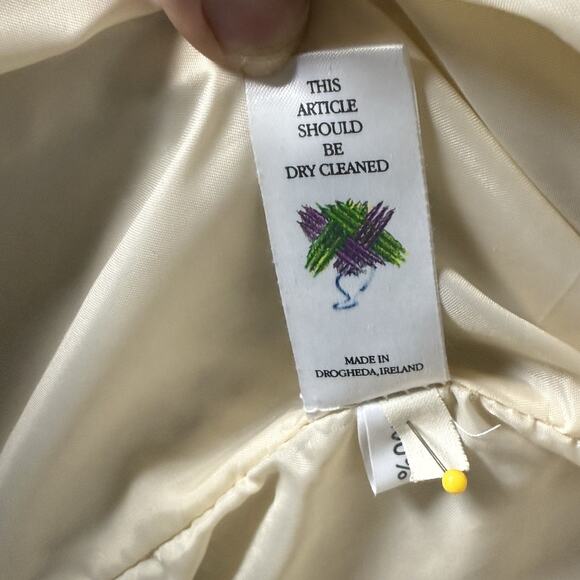 THIS
ARTICLE
SHOULD
BE
DRY CLEANED
MADE IN
DROGHEDA, IRELAND